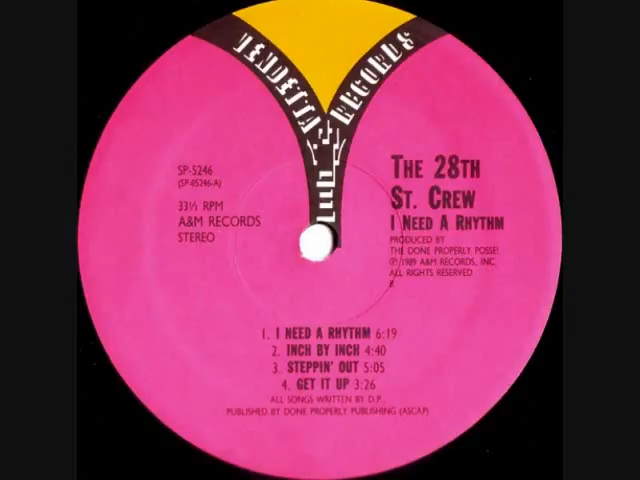 VENDETTA RECORDS
SP-5246
(SP-05246-A)
33⅓ RPM
A&M RECORDS
STEREO
THE 28TH
ST. CREW
I NEED A RHYTHM
PRODUCED BY
THE DONE PROPERLY POSSE!
℗ 1989 A&M RECORDS, INC.
ALL RIGHTS RESERVED
1. I NEED A RHYTHM 6:19
2. INCH BY INCH 4:40
3. STEPPIN' OUT 5:05
4. GET IT UP 3:26
ALL SONGS WRITTEN BY D.P.,
PUBLISHED BY DONE PROPERLY PUBLISHING (ASCAP)